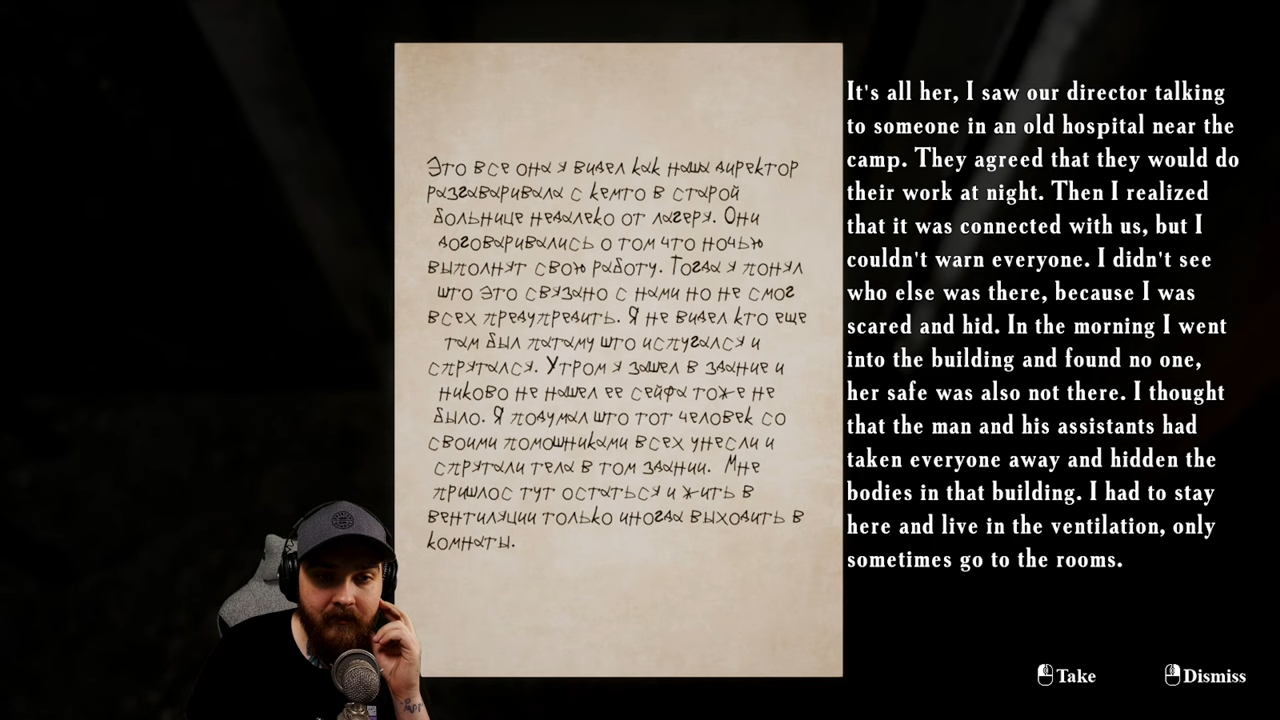 Это все она я видел как наша директор
разгаваривала с кемто в старой
больнице недалеко от лагеря. Они
договаривались о том что ночью
выполнят свою работу. Тогда я понял
што это связано с нами но не смог
всех предупредить. Я не видел кто еще
там был патаму што испугался и
спрятался. Утром я зашел в здание и
никово не нашел ее сейфа тоже не
было. Я подумал што тот человек со
своими помошниками всех унесли и
спрятали тела в том здании. Мне
пришлос тут остаться и жить в
вентиляции только иногда выходить в
комнаты.
It's all her, I saw our director talking
to someone in an old hospital near the
camp. They agreed that they would do
their work at night. Then I realized
that it was connected with us, but I
couldn't warn everyone. I didn't see
who else was there, because I was
scared and hid. In the morning I went
into the building and found no one,
her safe was also not there. I thought
that the man and his assistants had
taken everyone away and hidden the
bodies in that building. I had to stay
here and live in the ventilation, only
sometimes go to the rooms.
Take
Dismiss